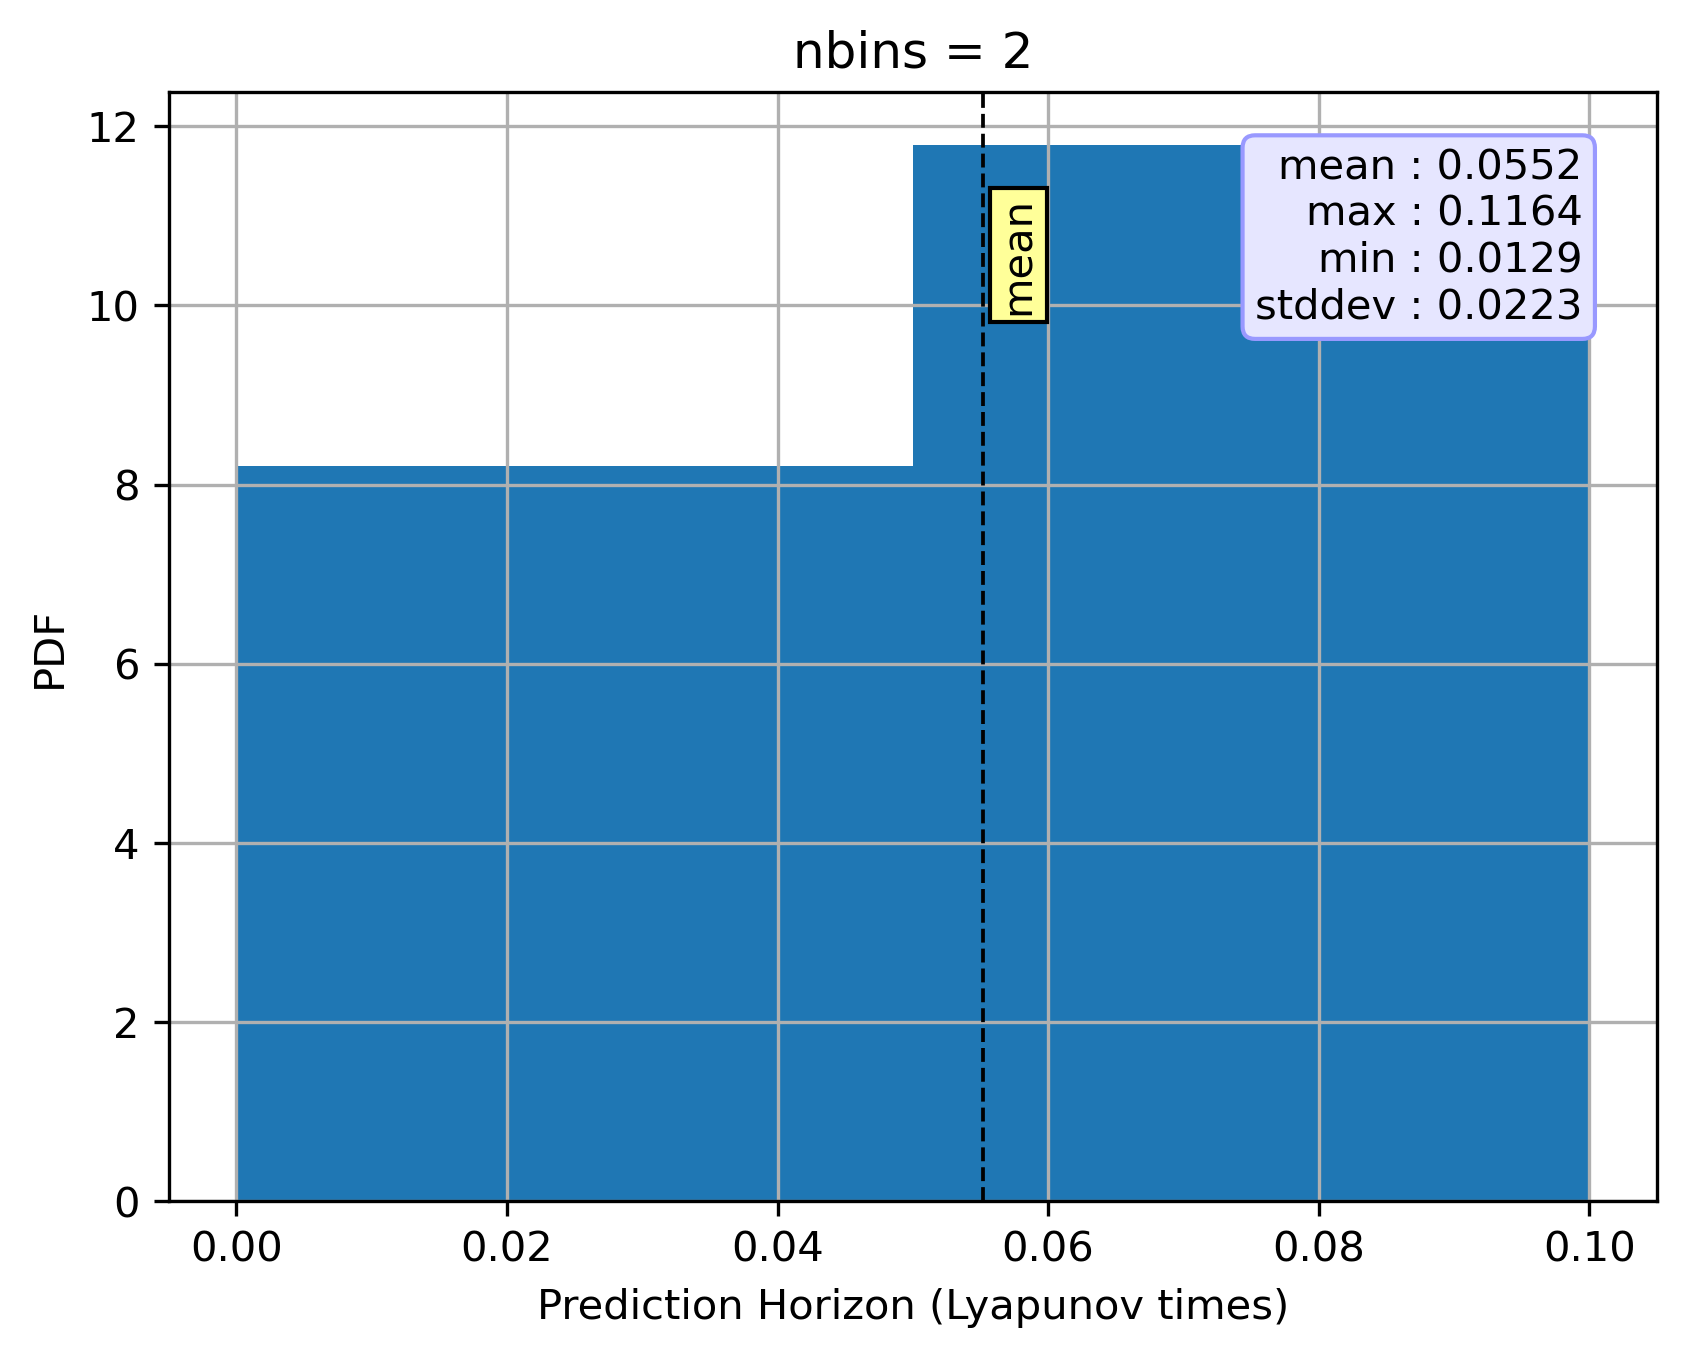 nbins = 2
12
10
8
6
4
2
0
PDF
mean
mean : 0.0552
max : 0.1164
min : 0.0129
stddev : 0.0223
0.00 0.02 0.04 0.06 0.08 0.10
Prediction Horizon (Lyapunov times)